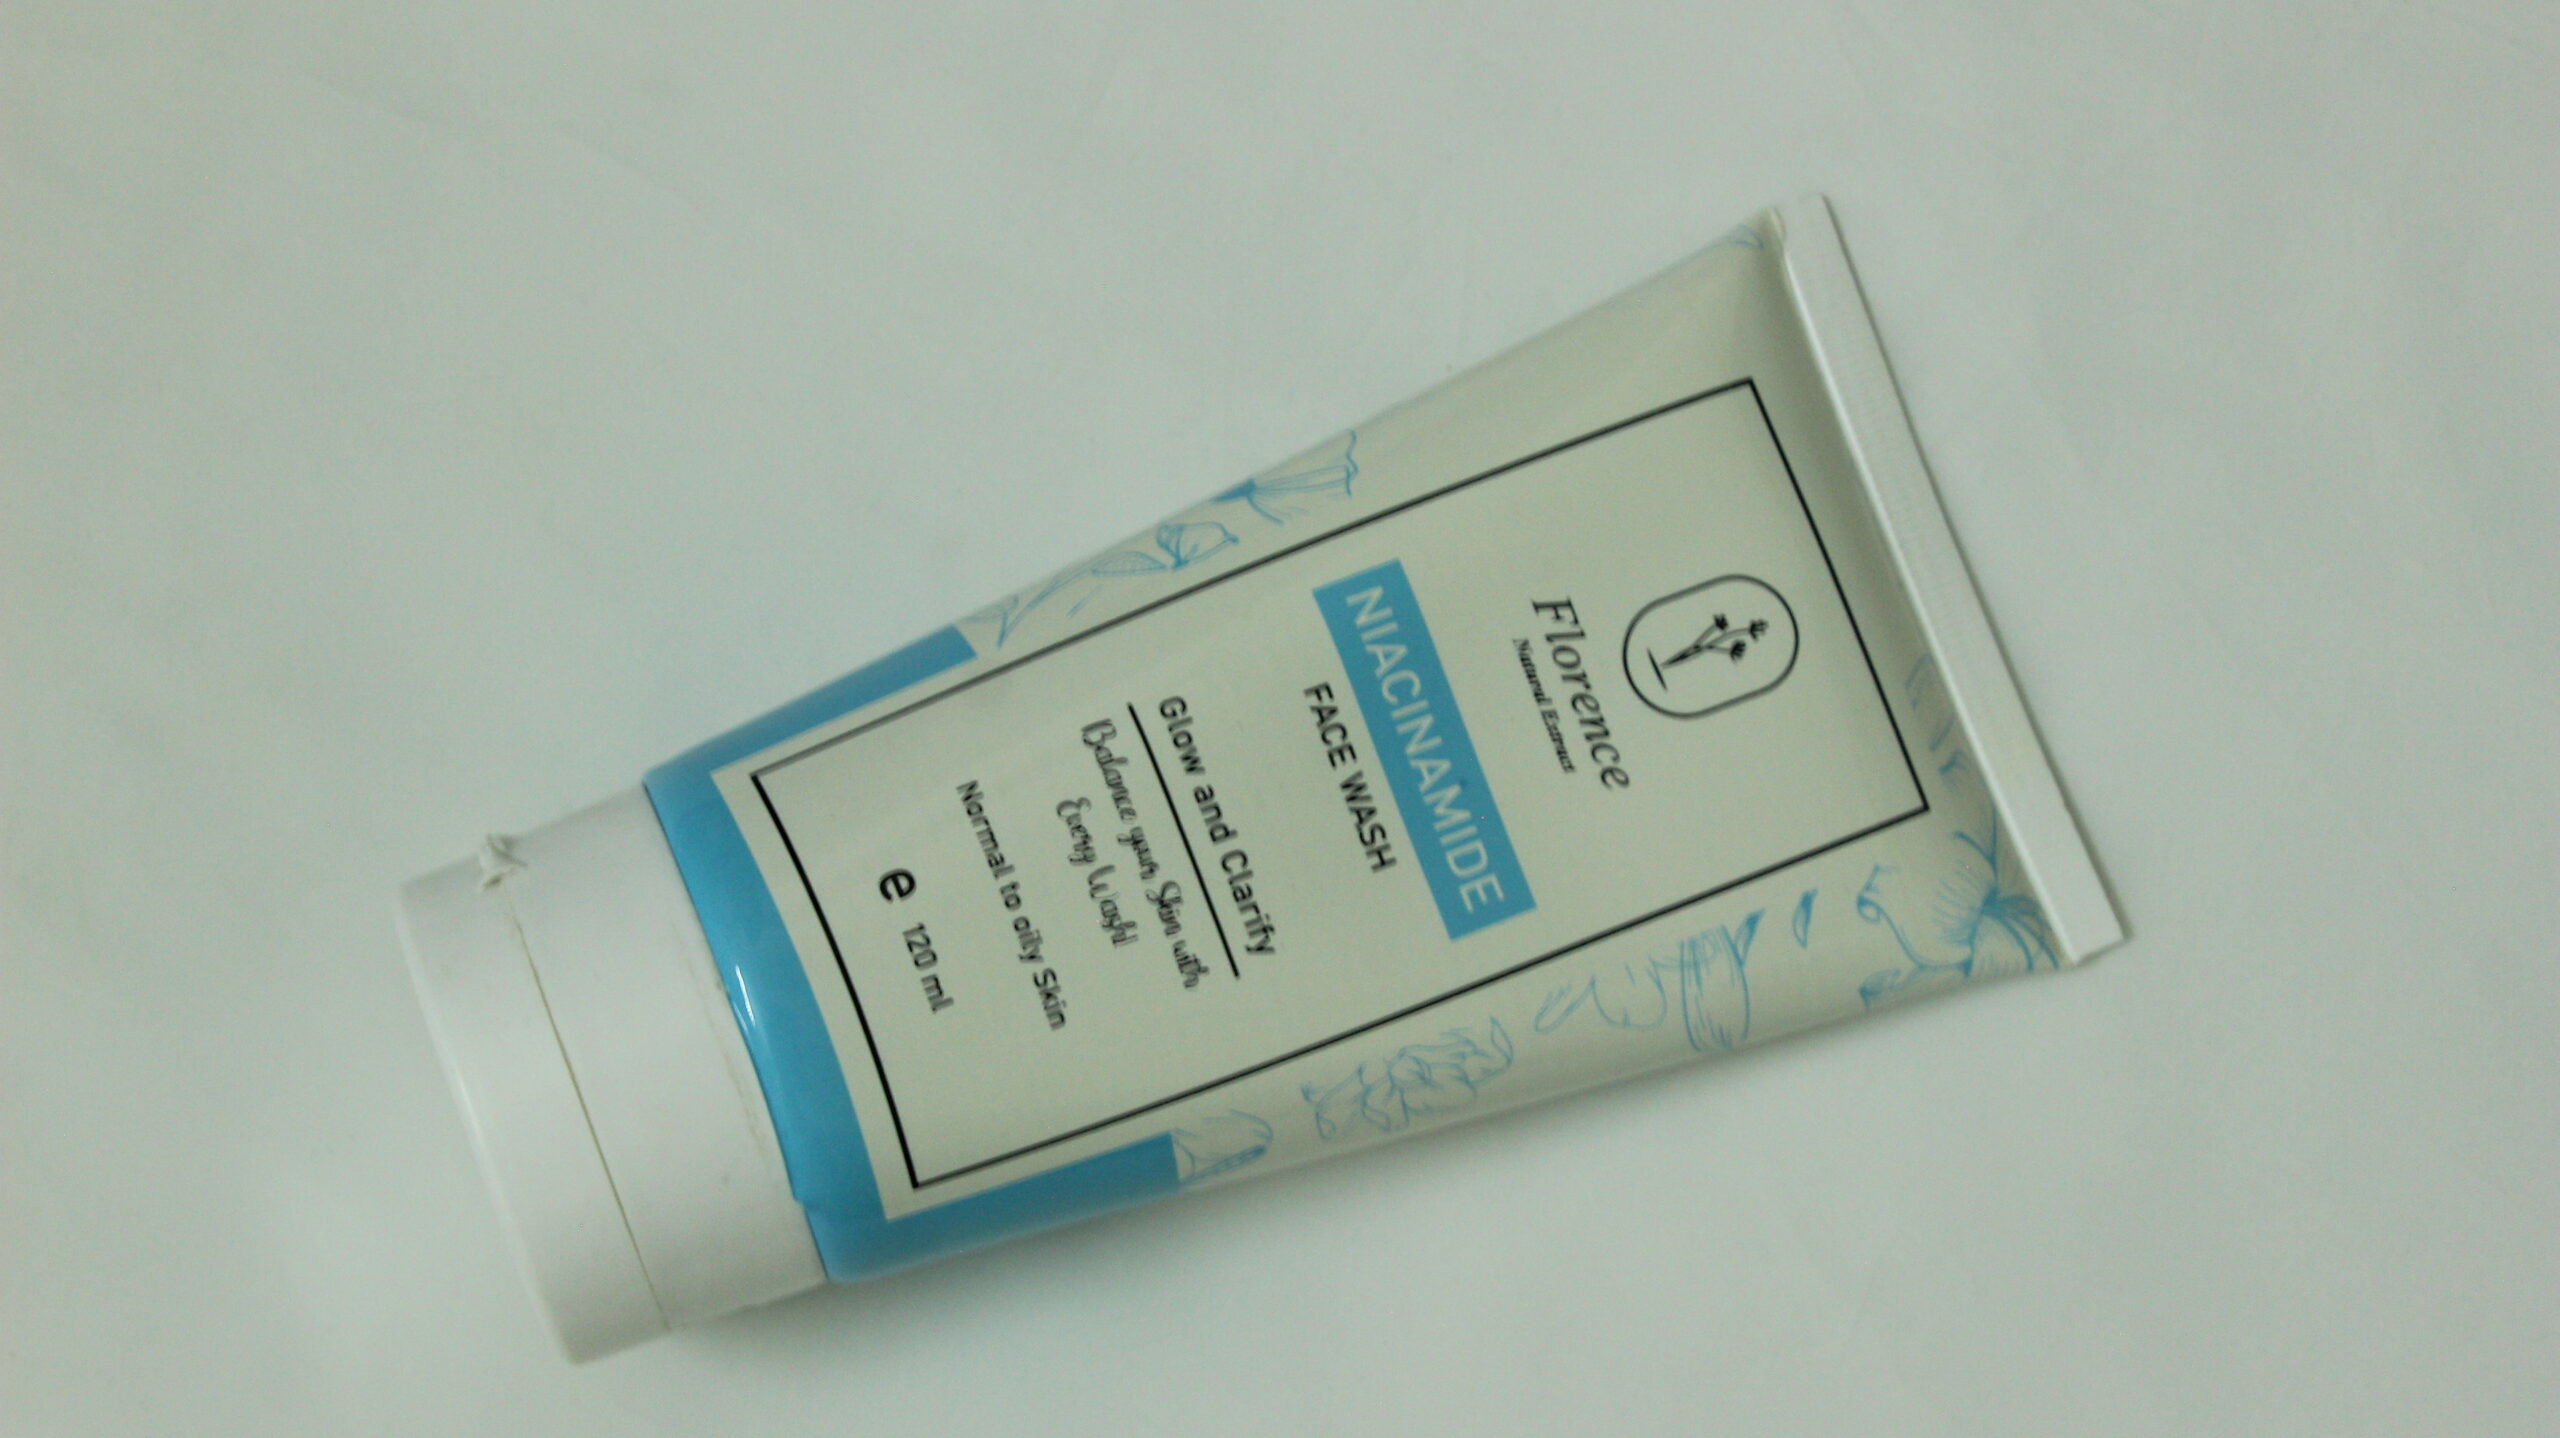 Florence
Natural Extract
NIACINAMIDE
FACE WASH
Glow and Clarify
Balance your Skin with
Every Wash!
Normal to oily Skin
e 120 ml